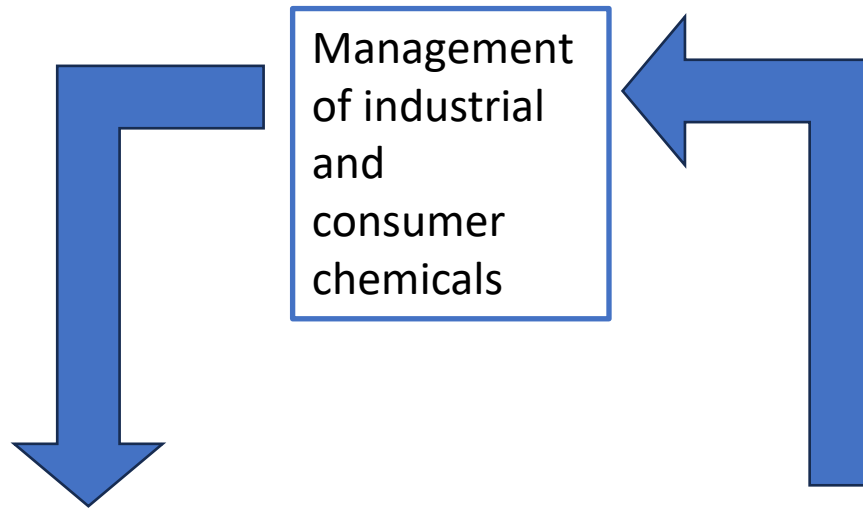 Management
of industrial
and
consumer
chemicals